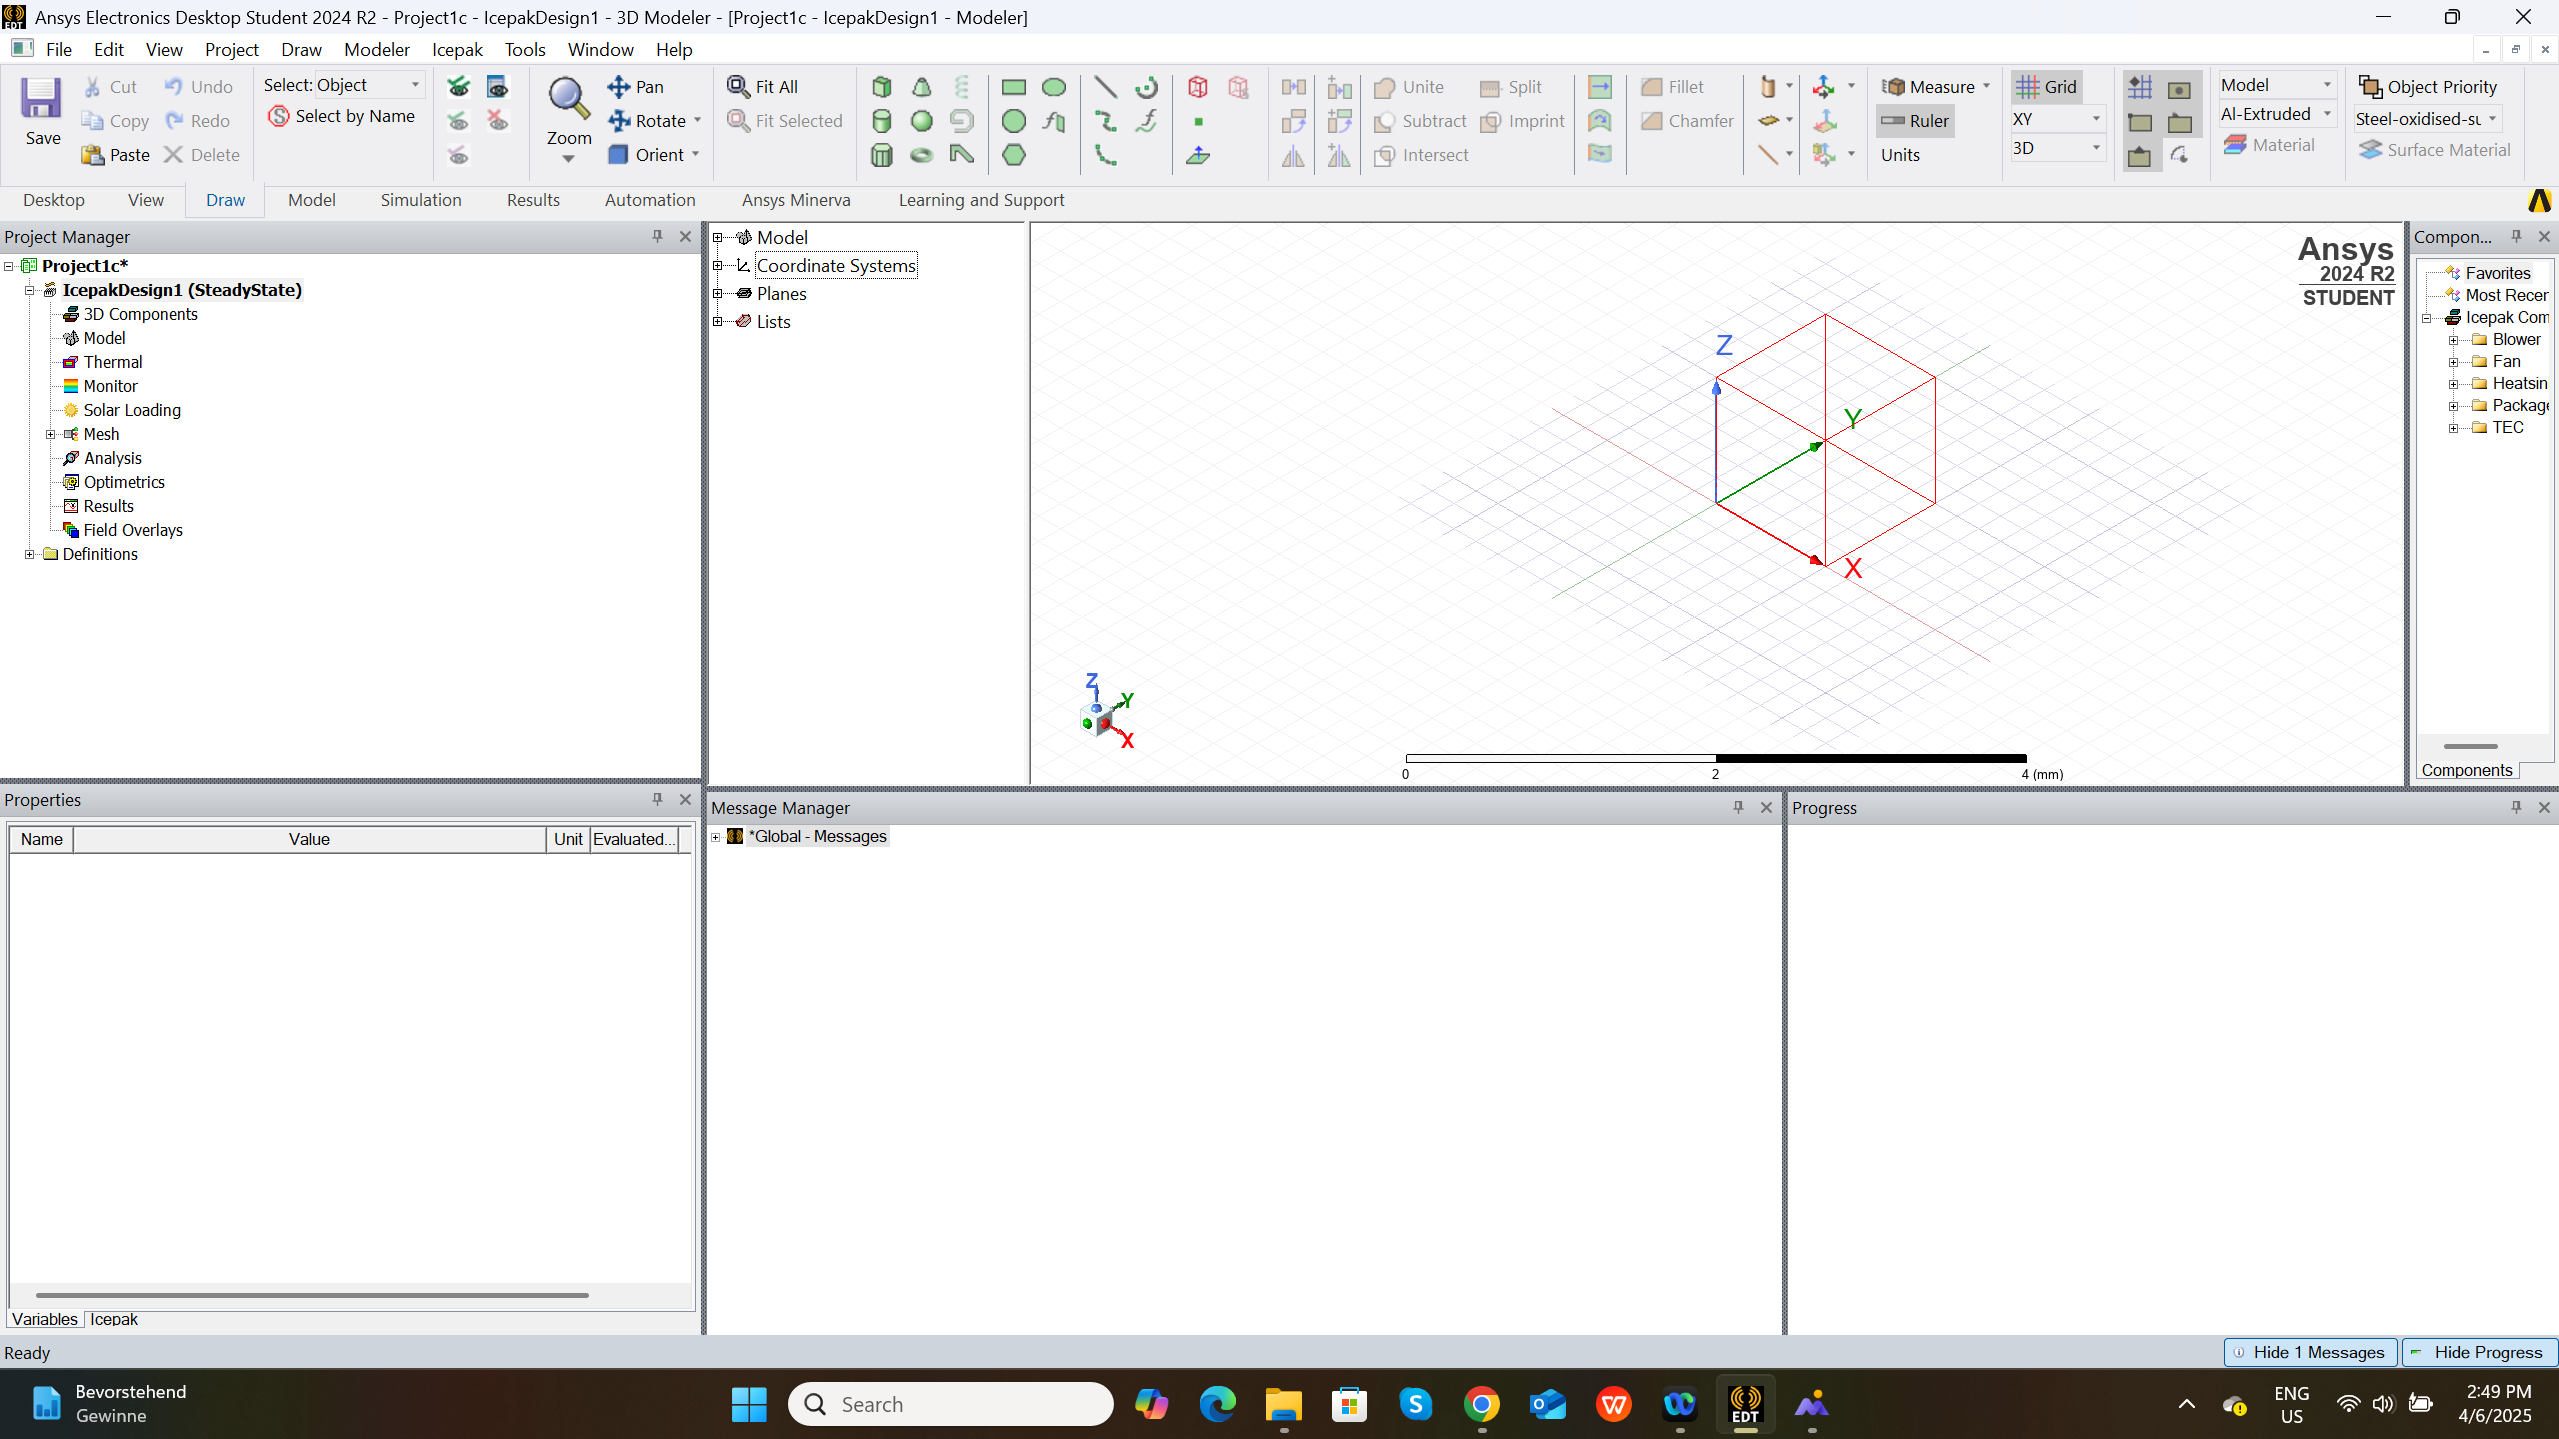 Ansys Electronics Desktop Student 2024 R2 - Project1c - IcepakDesign1 - 3D Modeler - [Project1c - IcepakDesign1 - Modeler]
File Edit View Project Draw Modeler Icepak Tools Window Help
Save
Cut
Copy
Paste
Undo
Redo
Delete
Select: Object
Select by Name
Zoom
Pan
Rotate
Orient
Fit All
Fit Selected
Unite
Subtract
Intersect
Split
Imprint
Fillet
Chamfer
Measure
Ruler
Units
Grid
XY
3D
Model
Al-Extruded
Material
Object Priority
Steel-oxidised-su
Surface Material
Desktop View Draw Model Simulation Results Automation Ansys Minerva Learning and Support
Project Manager
Project1c*
IcepakDesign1 (SteadyState)
3D Components
Model
Thermal
Monitor
Solar Loading
Mesh
Analysis
Optimetrics
Results
Field Overlays
Definitions
Model
Coordinate Systems
Planes
Lists
Ansys
2024 R2
STUDENT
Z
Y
X
Z
Y
X
0 2 4 (mm)
Compon...
Favorites
Most Recer
Icepak Com
Blower
Fan
Heatsin
Package
TEC
Components
Properties
Name Value Unit Evaluated...
Variables Icepak
Message Manager
*Global - Messages
Progress
Ready
Hide 1 Messages
Hide Progress
Bevorstehend
Gewinne
Search
EDT
ENG
US
2:49 PM
4/6/2025